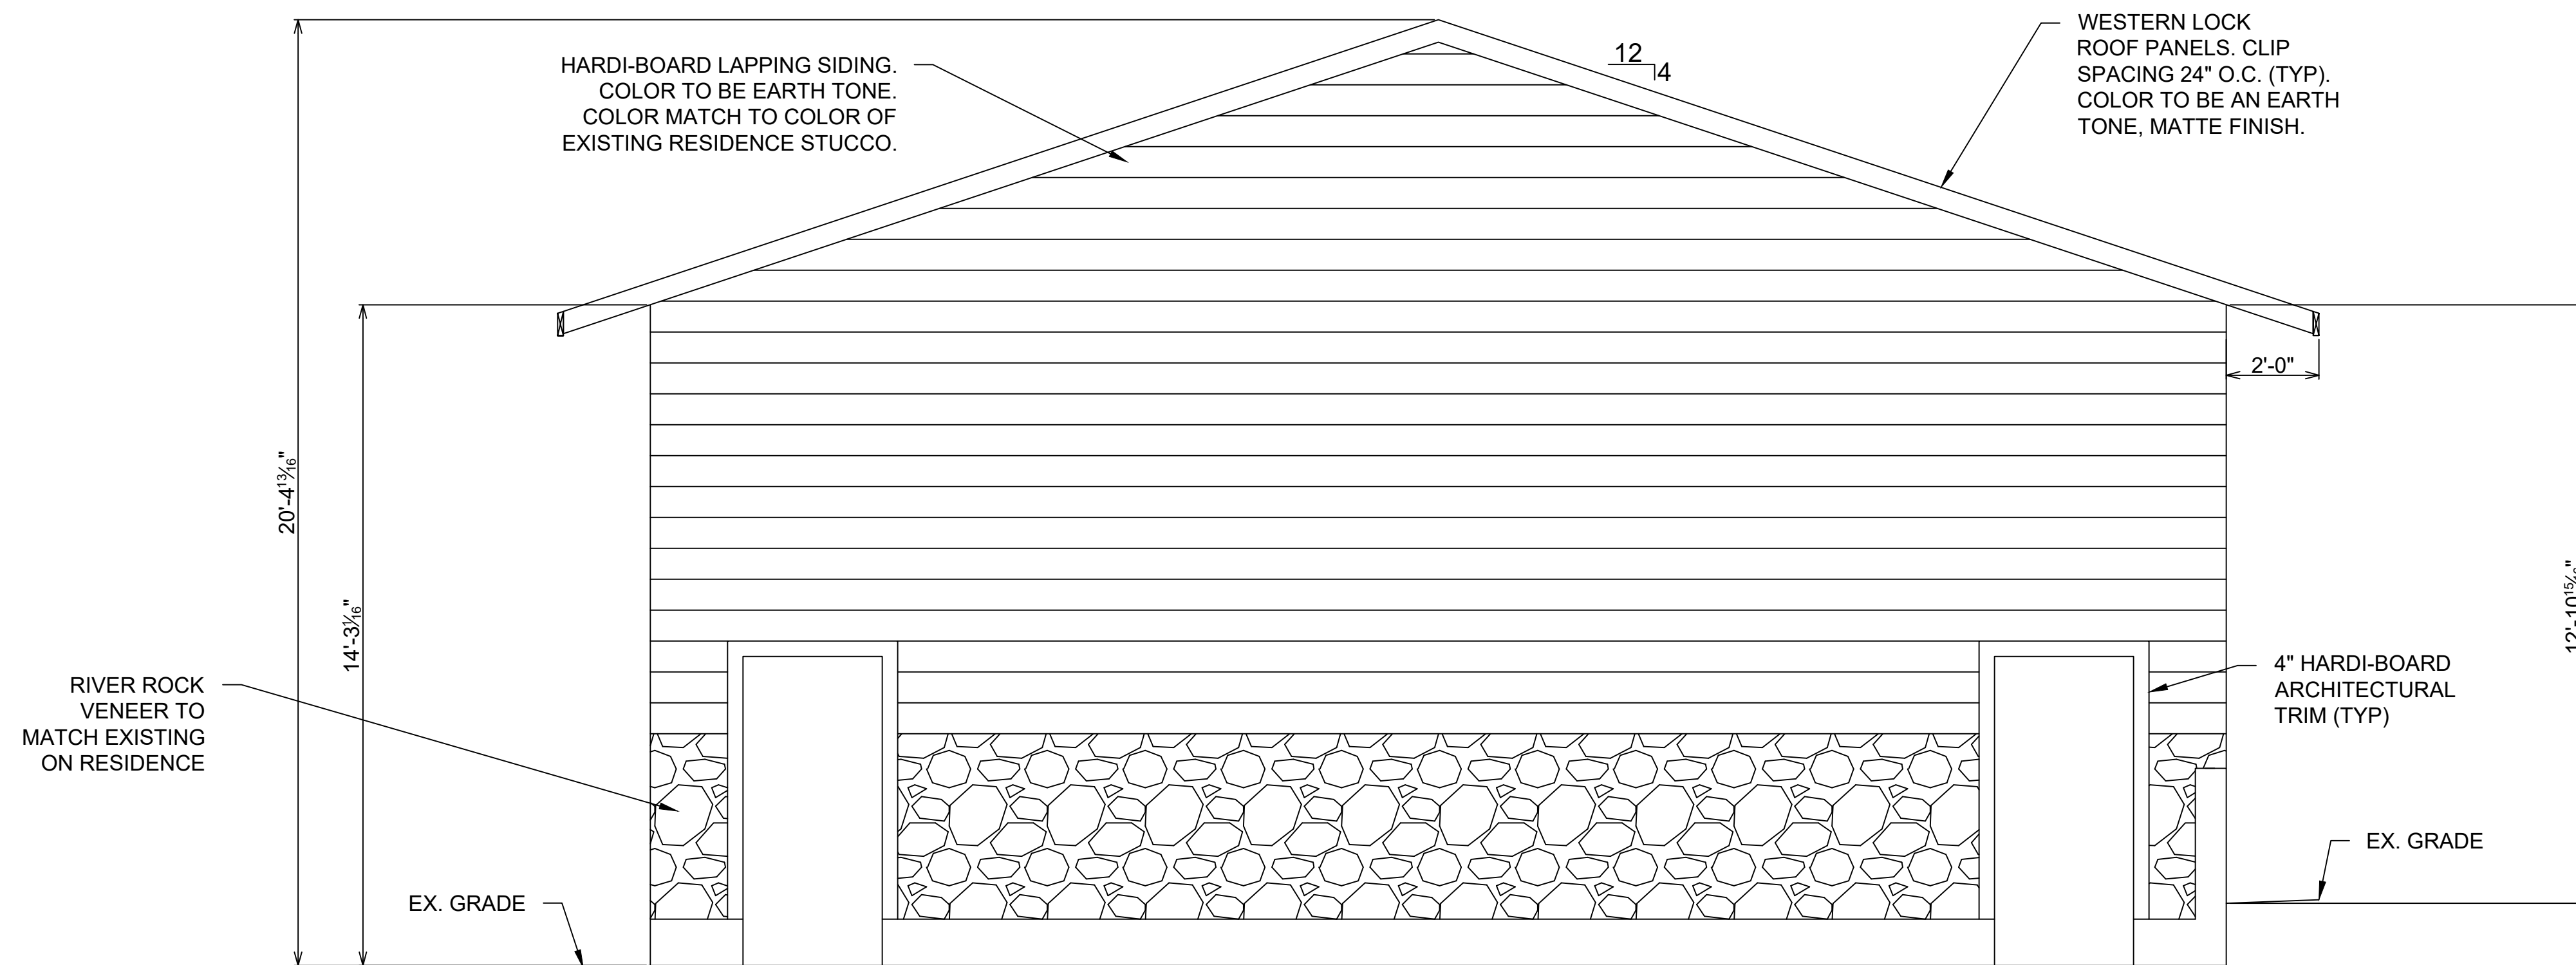 HARDI-BOARD LAPPING SIDING.
COLOR TO BE EARTH TONE.
COLOR MATCH TO COLOR OF
EXISTING RESIDENCE STUCCO.
12
4
WESTERN LOCK
ROOF PANELS. CLIP
SPACING 24" O.C. (TYP).
COLOR TO BE AN EARTH
TONE, MATTE FINISH.
2'-0"
20'-4 13/16"
14'-3 1/16"
RIVER ROCK
VENEER TO
MATCH EXISTING
ON RESIDENCE
4" HARDI-BOARD
ARCHITECTURAL
TRIM (TYP)
EX. GRADE
EX. GRADE